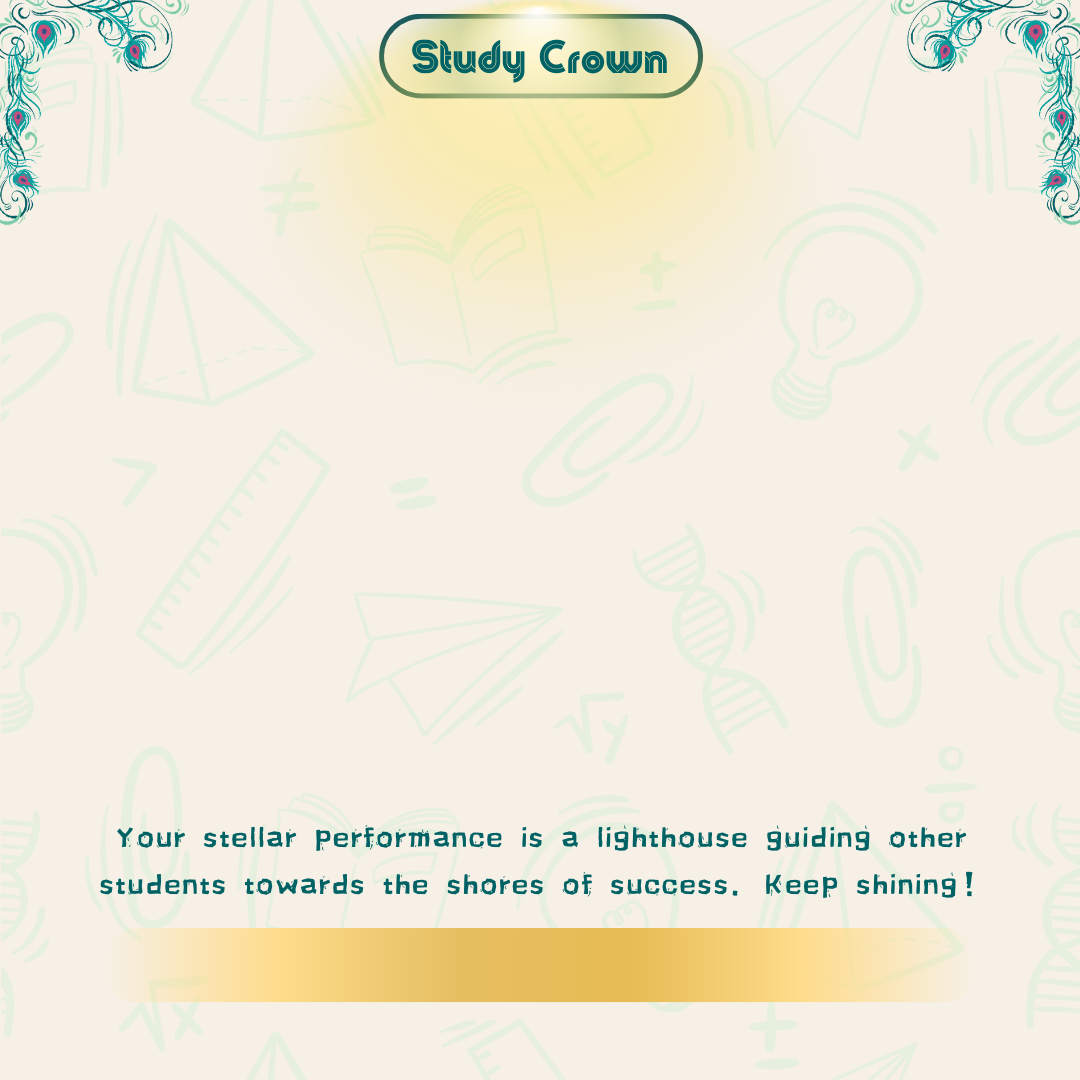 Study Crown
≠
±
>
=
×
√y
÷
Your stellar performance is a lighthouse guiding other
students towards the shores of success. Keep shining!
√x
±